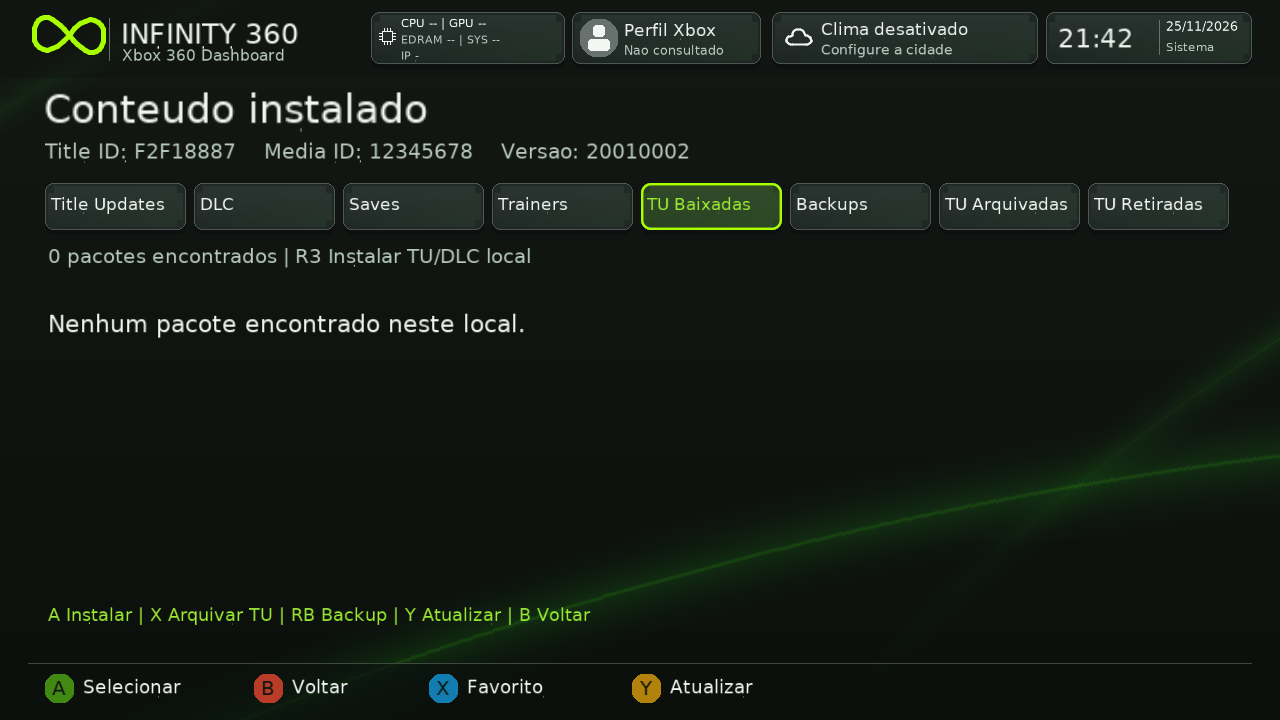 INFINITY 360
Xbox 360 Dashboard
CPU -- | GPU --
EDRAM -- | SYS --
IP -
Perfil Xbox
Nao consultado
Clima desativado
Configure a cidade
21:42
25/11/2026
Sistema
Conteudo instalado
Title ID: F2F18887 Media ID: 12345678 Versao: 20010002
Title Updates DLC Saves Trainers TU Baixadas Backups TU Arquivadas TU Retiradas
0 pacotes encontrados | R3 Instalar TU/DLC local
Nenhum pacote encontrado neste local.
A Instalar | X Arquivar TU | RB Backup | Y Atualizar | B Voltar
A Selecionar B Voltar X Favorito Y Atualizar